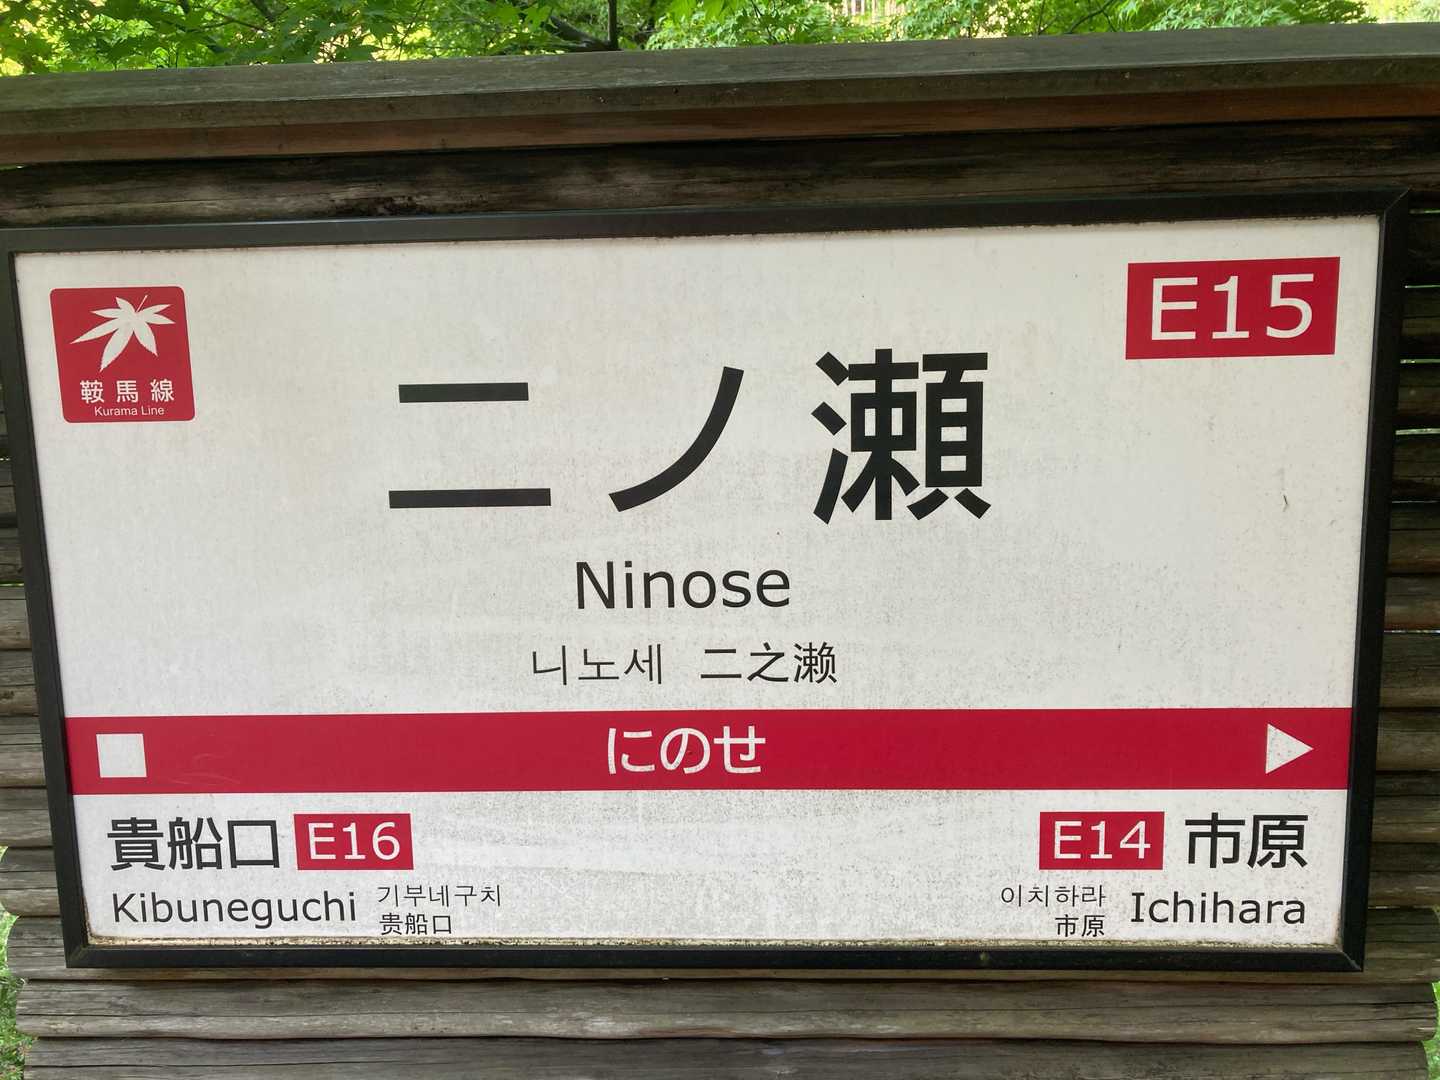 鞍馬線
Kurama Line
E15
二ノ瀬
Ninose
니노세 二之濑
にのせ
貴船口 E16
Kibuneguchi 기부네구치
贵船口
E14 市原
이치하라 Ichihara
市原